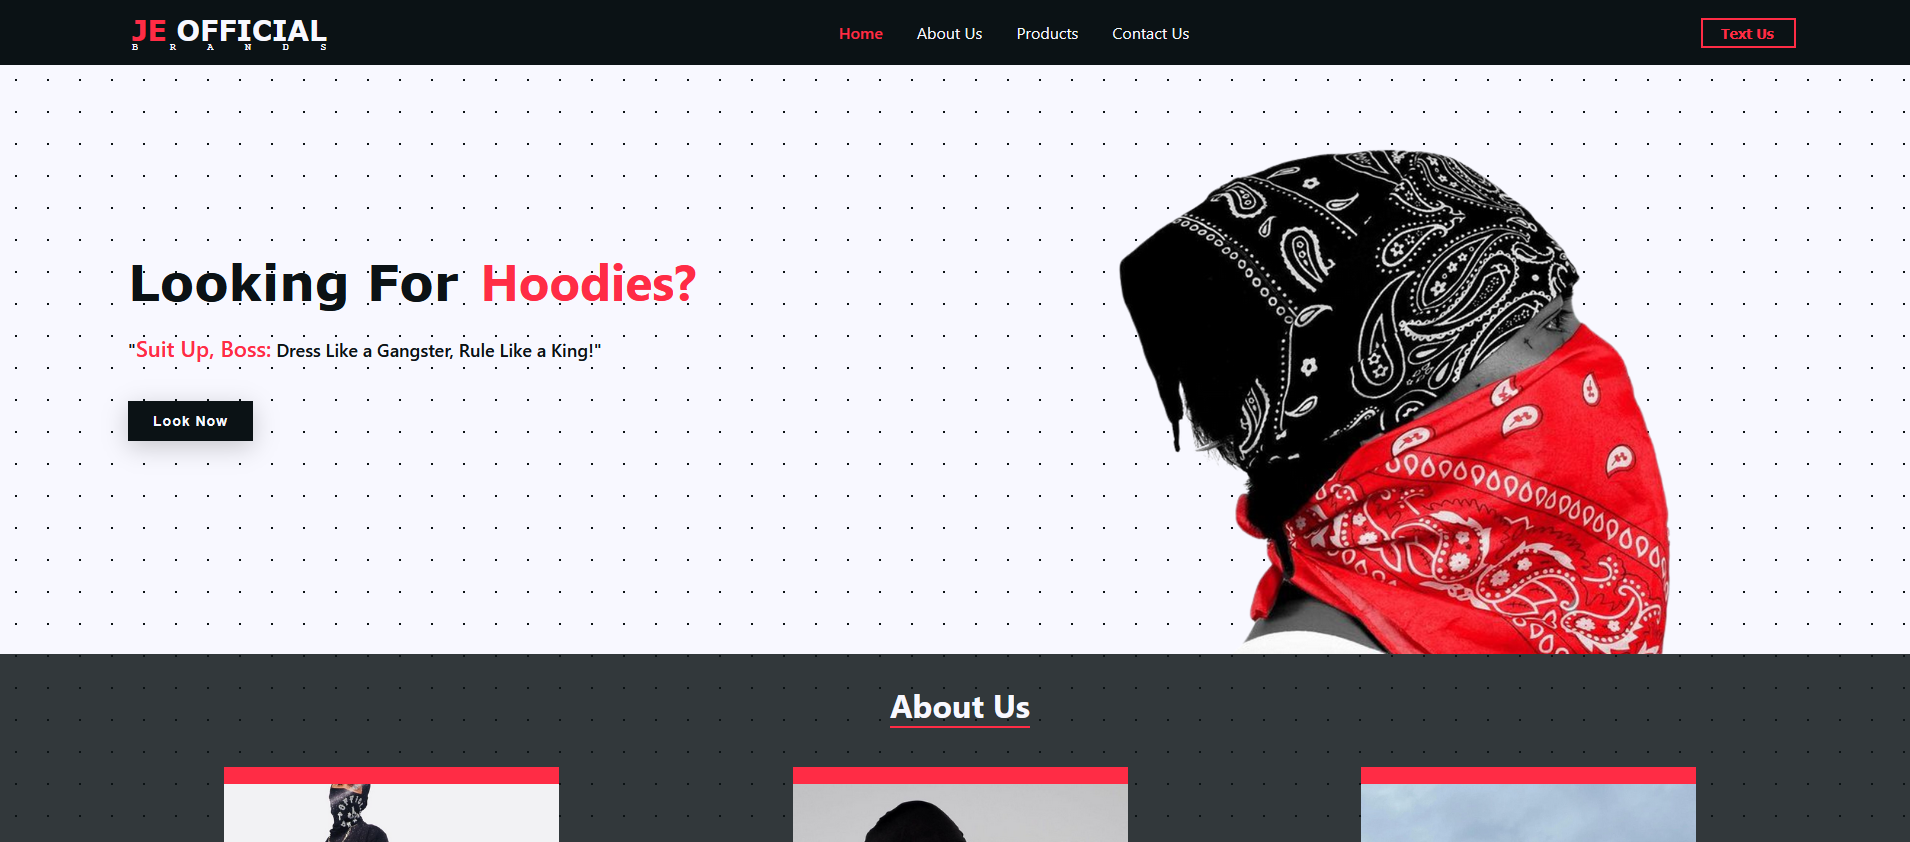 JE OFFICIAL
BRANDS
Home
About Us
Products
Contact Us
Text Us
Looking For Hoodies?
"Suit Up, Boss: Dress Like a Gangster, Rule Like a King!"
Look Now
About Us